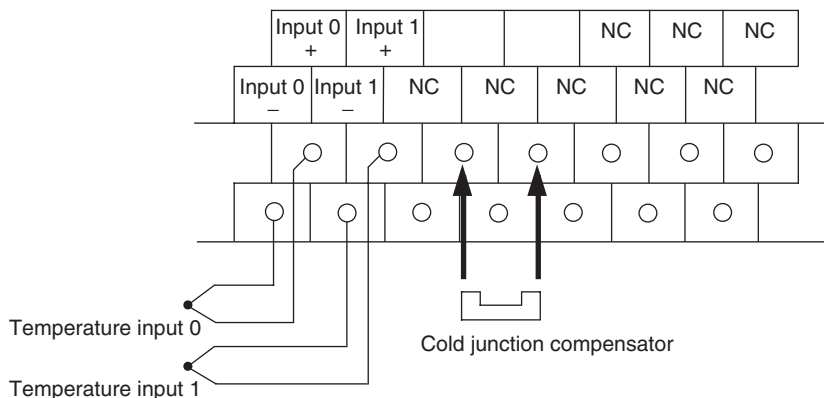 Input 0 Input 1 NC NC NC
+ +
Input 0 Input 1 NC NC NC NC NC
– –
Temperature input 0
Cold junction compensator
Temperature input 1